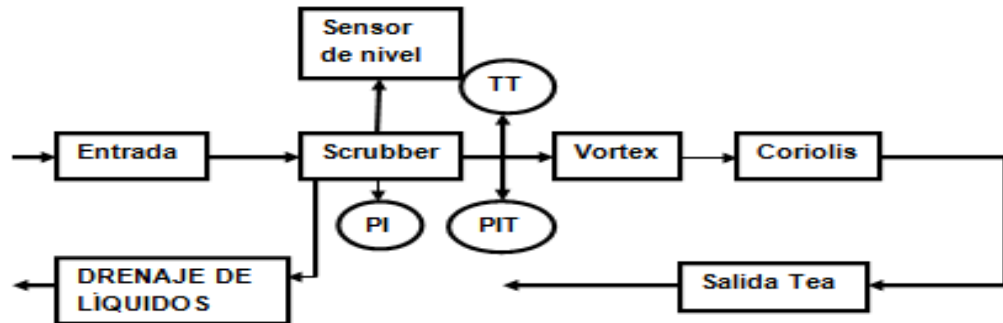 Sensor
de nivel
TT
Entrada
Scrubber
Vortex
Coriolis
PI
PIT
DRENAJE DE
LÌQUIDOS
Salida Tea